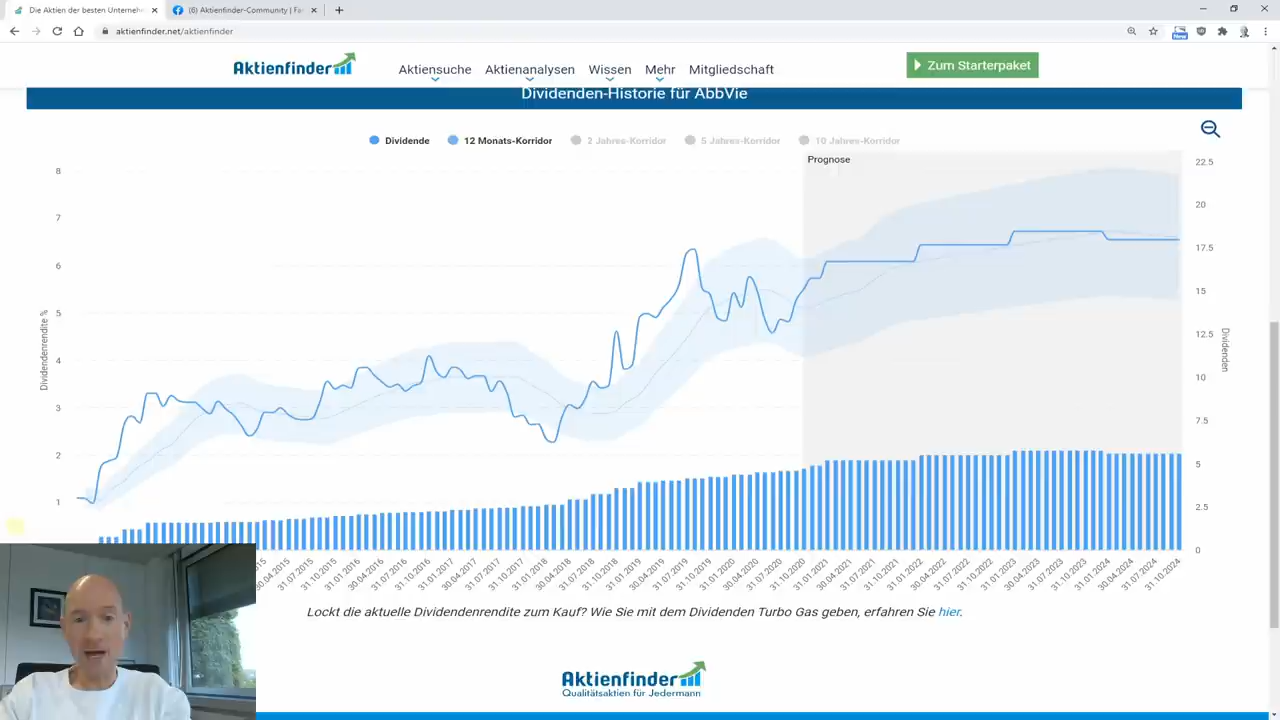 Die Aktien der besten Unterneh
(6) Aktienfinder-Community | Fa
aktienfinder.net/aktienfinder
New
Aktienfinder
Aktiensuche
Aktienanalysen
Wissen
Mehr
Mitgliedschaft
Zum Starterpaket
Dividenden-Historie für AbbVie
Dividende
12 Monats-Korridor
2 Jahres-Korridor
5 Jahres-Korridor
10 Jahres-Korridor
Prognose
8
7
6
5
4
3
2
1
Dividendenrendite %
22.5
20
17.5
15
12.5
10
7.5
5
2.5
0
Dividenden
30.04.2015
31.07.2015
31.10.2015
31.01.2016
30.04.2016
31.07.2016
31.10.2016
31.01.2017
30.04.2017
31.07.2017
31.10.2017
31.01.2018
30.04.2018
31.07.2018
31.10.2018
31.01.2019
30.04.2019
31.07.2019
31.10.2019
31.01.2020
30.04.2020
31.07.2020
31.10.2020
31.01.2021
30.04.2021
31.07.2021
31.10.2021
31.01.2022
30.04.2022
31.07.2022
31.10.2022
31.01.2023
30.04.2023
31.07.2023
31.10.2023
31.01.2024
30.04.2024
31.07.2024
31.10.2024
Lockt die aktuelle Dividendenrendite zum Kauf? Wie Sie mit dem Dividenden Turbo Gas geben, erfahren Sie hier.
Aktienfinder
Qualitätsaktien für Jedermann